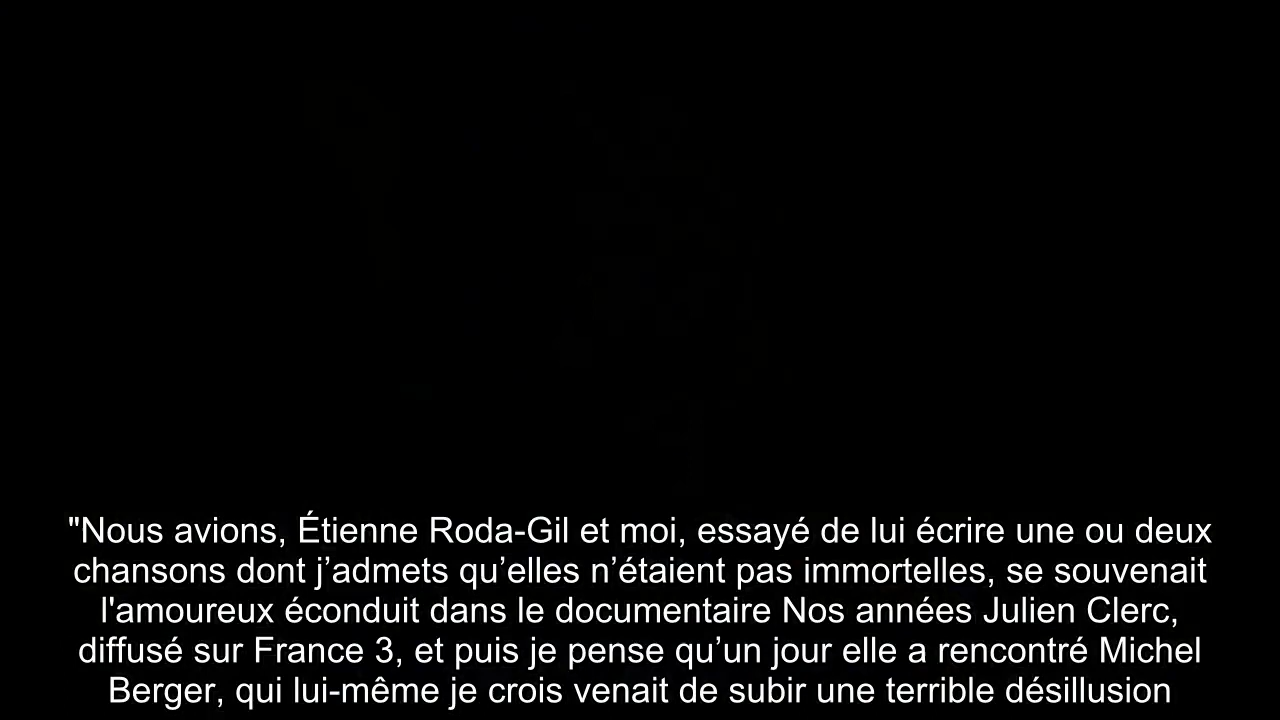 "Nous avions, Étienne Roda-Gil et moi, essayé de lui écrire une ou deux
chansons dont j’admets qu’elles n’étaient pas immortelles, se souvenait
l'amoureux éconduit dans le documentaire Nos années Julien Clerc,
diffusé sur France 3, et puis je pense qu’un jour elle a rencontré Michel
Berger, qui lui-même je crois venait de subir une terrible désillusion